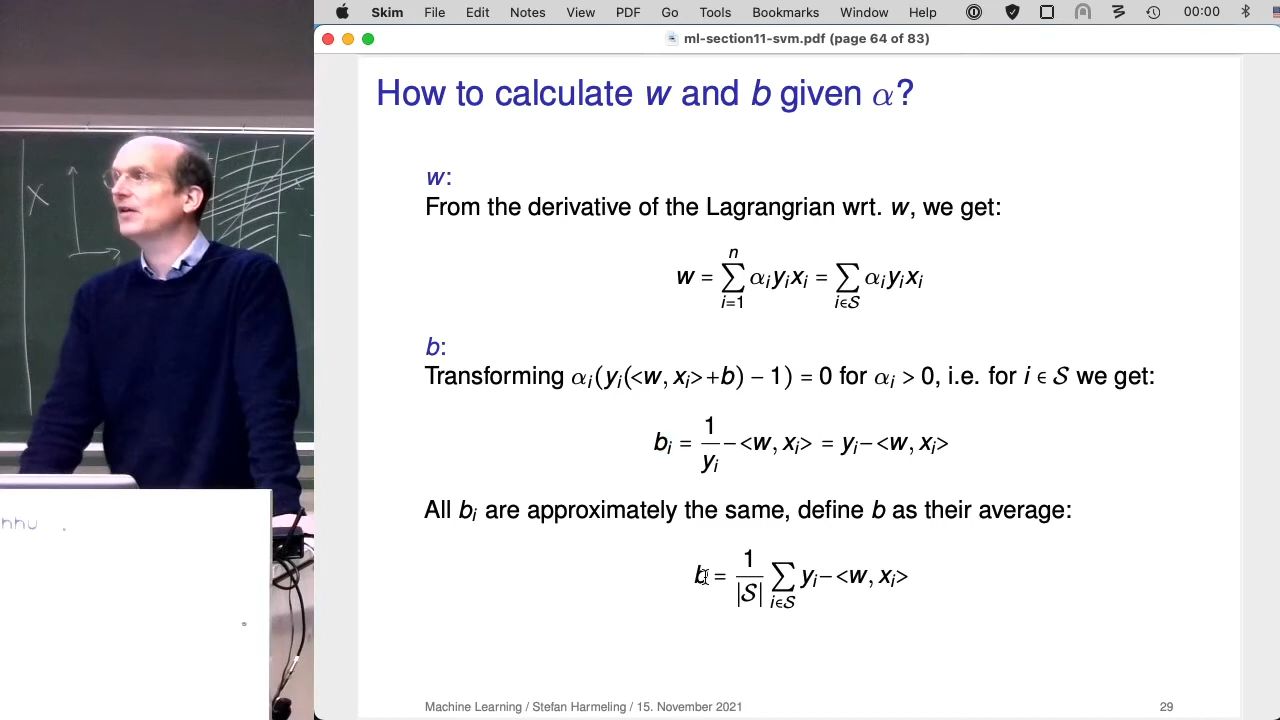 Skim File Edit Notes View PDF Go Tools Bookmarks Window Help 00:00
ml-section11-svm.pdf (page 64 of 83)
How to calculate w and b given α?
w:
From the derivative of the Lagrangrian wrt. w, we get:
w = ∑_{i=1}^{n} α_i y_i x_i = ∑_{i∈S} α_i y_i x_i
b:
Transforming α_i(y_i(<w, x_i>+b) − 1) = 0 for α_i > 0, i.e. for i ∈ S we get:
b_i = 1/y_i − <w, x_i> = y_i − <w, x_i>
All b_i are approximately the same, define b as their average:
b = 1/|S| ∑_{i∈S} y_i − <w, x_i>
Machine Learning / Stefan Harmeling / 15. November 2021 29
X
hhu